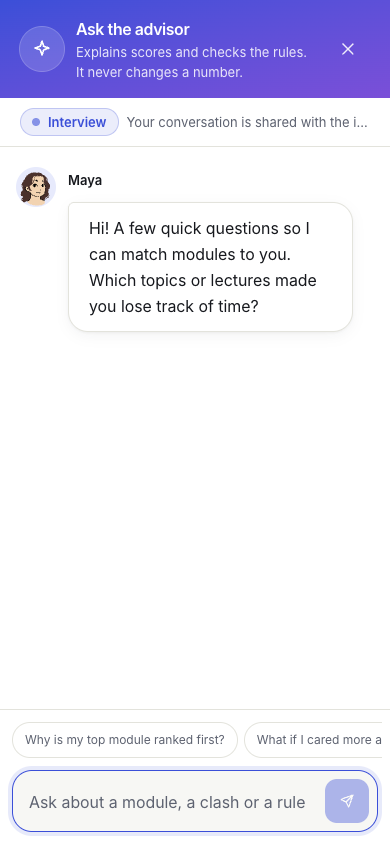 Ask the advisor
Explains scores and checks the rules.
It never changes a number.
Interview
Your conversation is shared with the i...
Maya
Hi! A few quick questions so I
can match modules to you.
Which topics or lectures made
you lose track of time?
Why is my top module ranked first?
What if I cared more a
Ask about a module, a clash or a rule